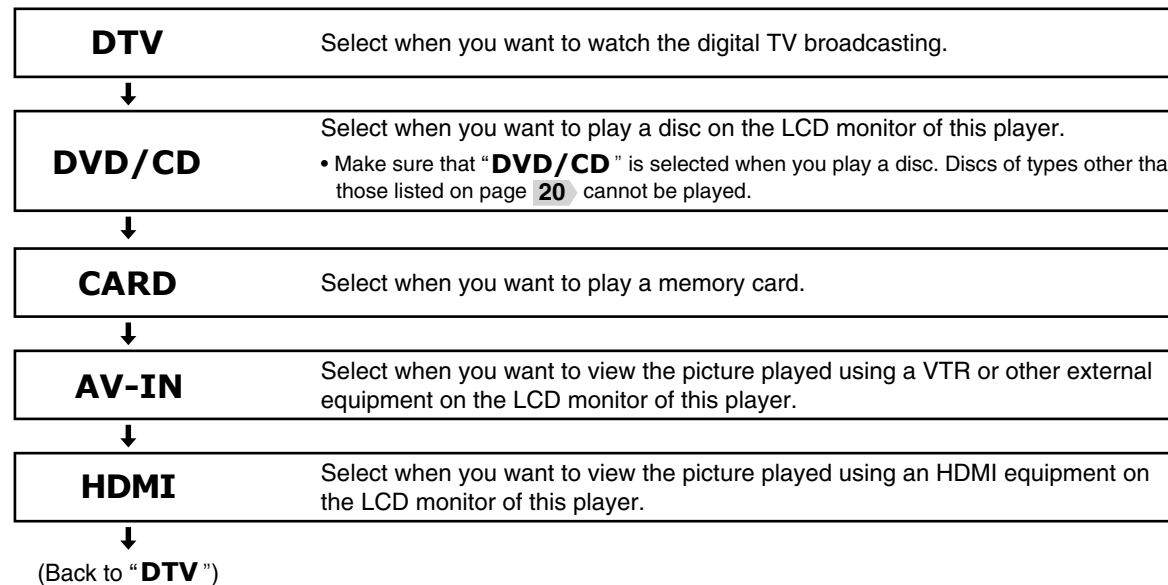 DTV Select when you want to watch the digital TV broadcasting.
Select when you want to play a disc on the LCD monitor of this player.
DVD/CD
• Make sure that “DVD/CD” is selected when you play a disc. Discs of types other tha
those listed on page 20 cannot be played.
CARD Select when you want to play a memory card.
AV-IN
Select when you want to view the picture played using a VTR or other external
equipment on the LCD monitor of this player.
HDMI
Select when you want to view the picture played using an HDMI equipment on
the LCD monitor of this player.
(Back to “DTV”)